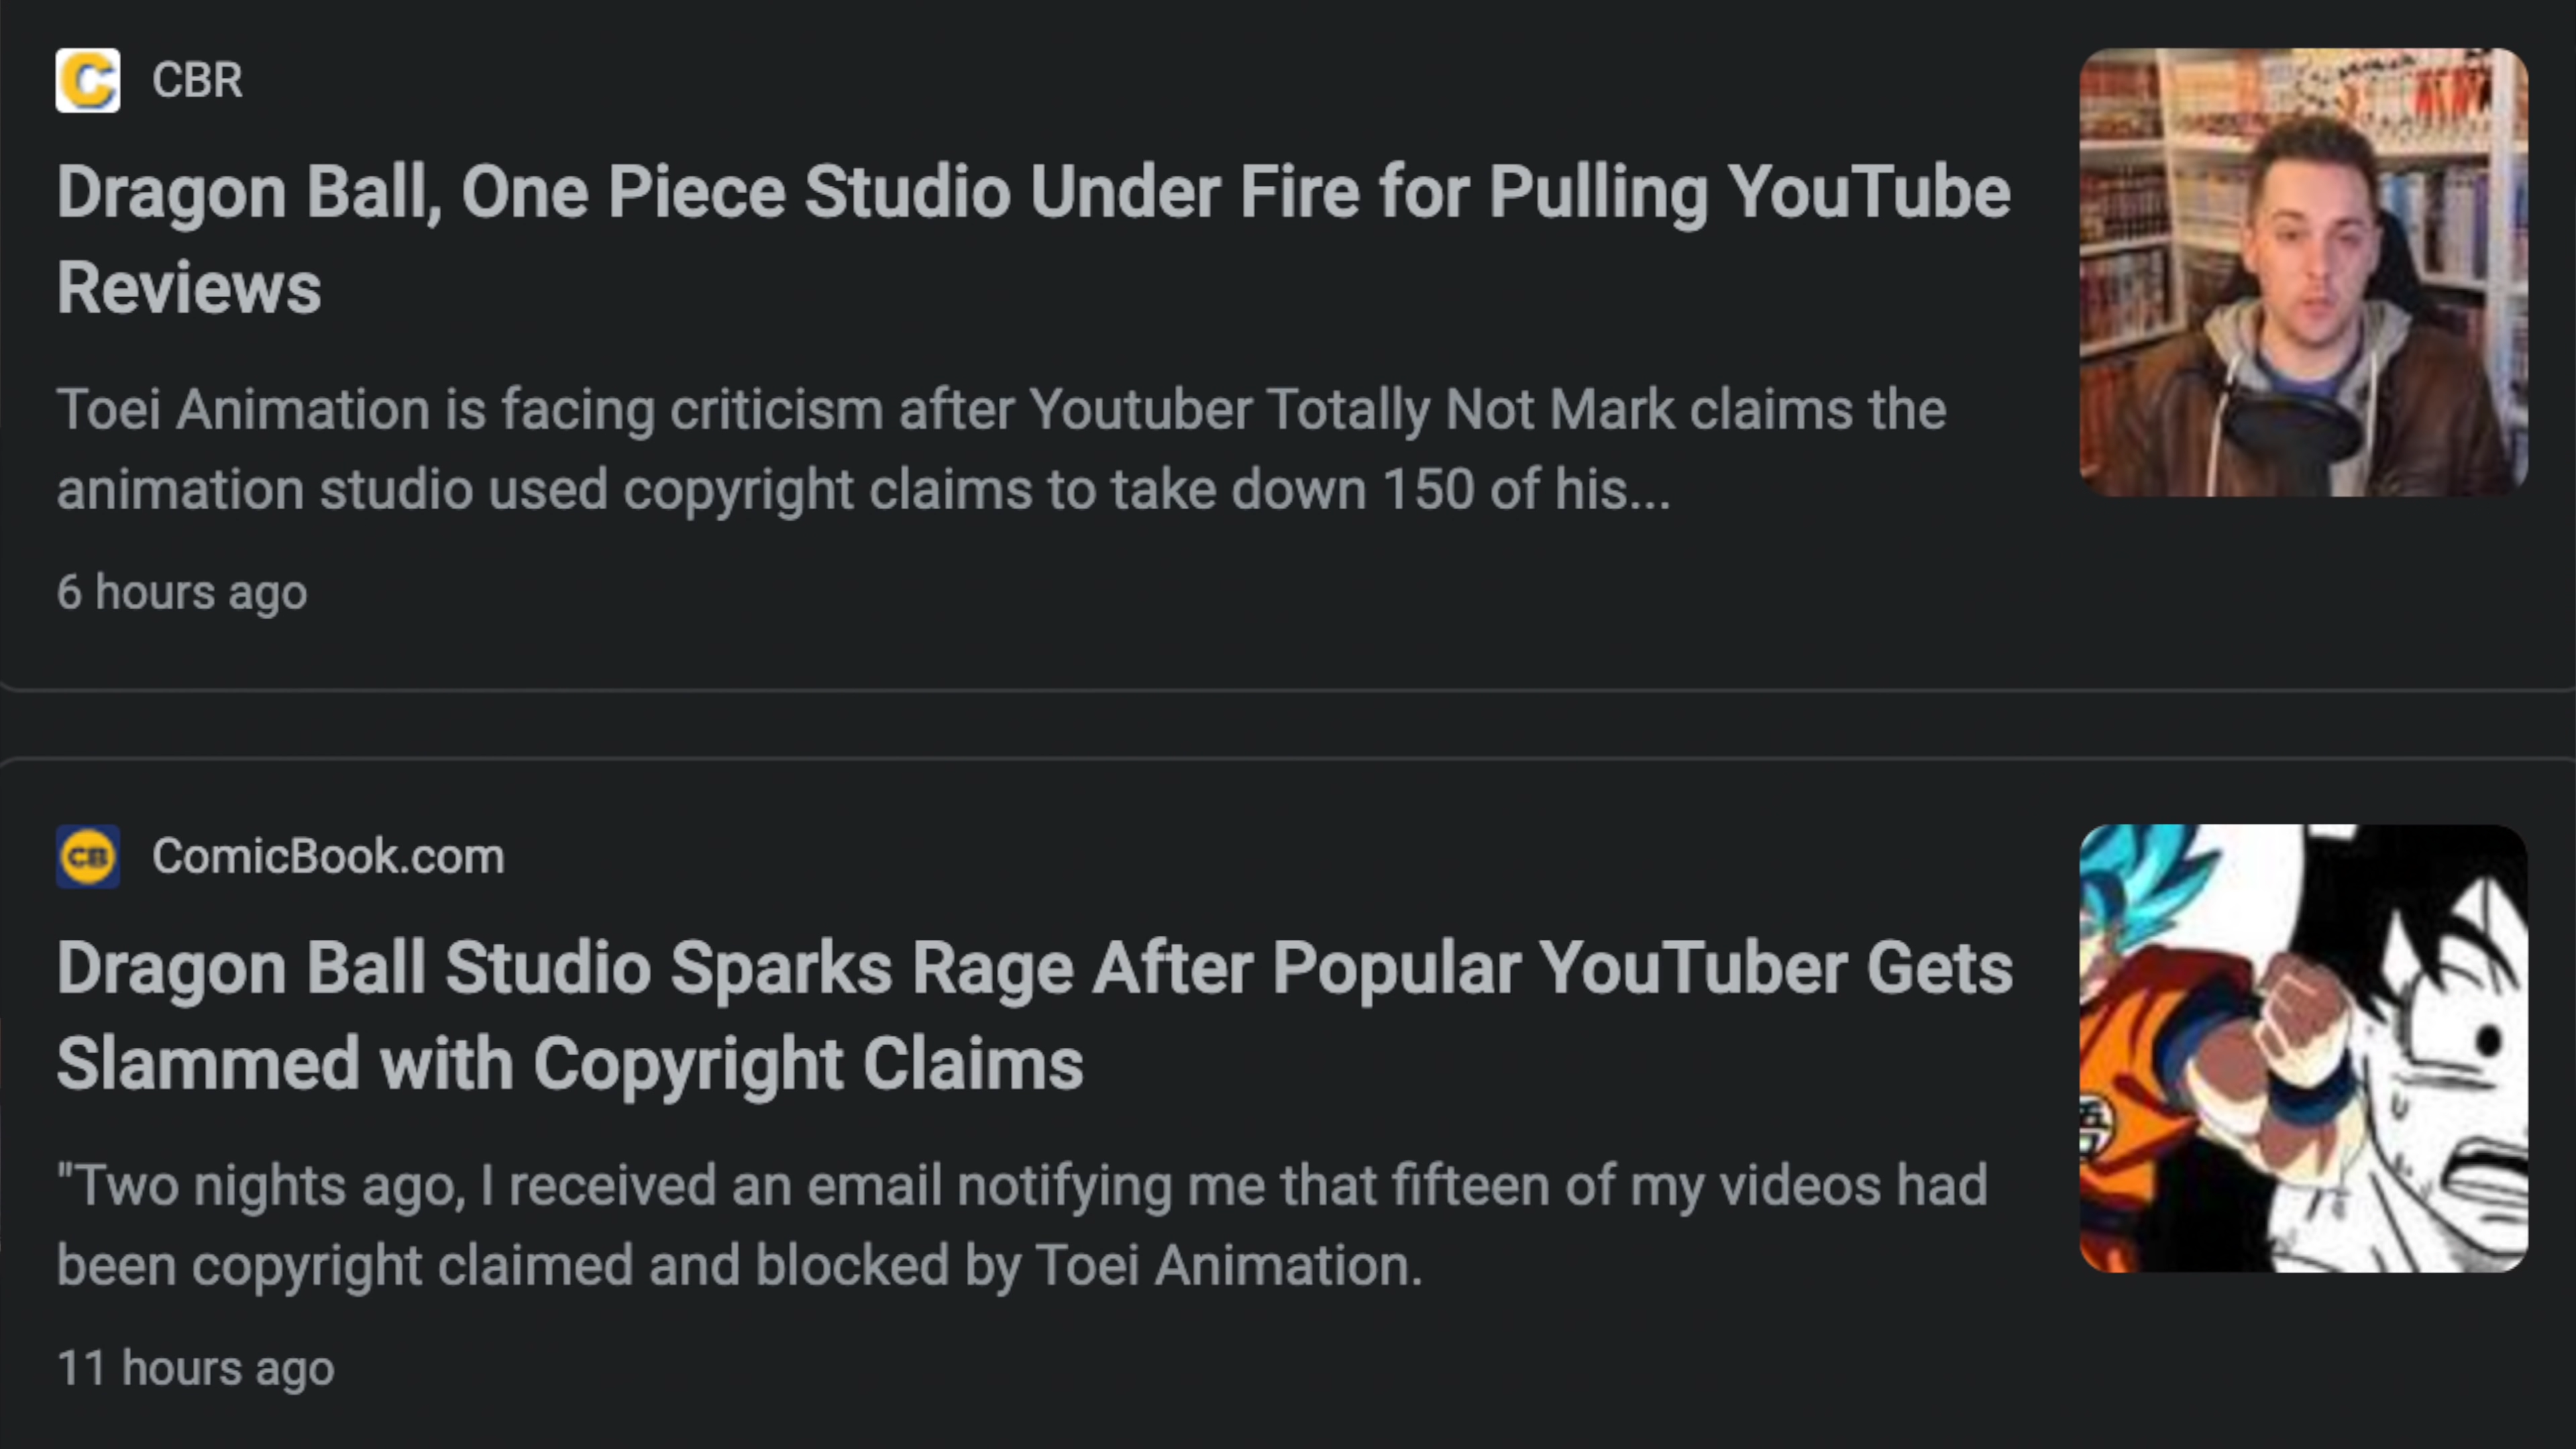 CBR
Dragon Ball, One Piece Studio Under Fire for Pulling YouTube
Reviews
Toei Animation is facing criticism after Youtuber Totally Not Mark claims the
animation studio used copyright claims to take down 150 of his...
6 hours ago
CB ComicBook.com
Dragon Ball Studio Sparks Rage After Popular YouTuber Gets
Slammed with Copyright Claims
"Two nights ago, I received an email notifying me that fifteen of my videos had
been copyright claimed and blocked by Toei Animation.
11 hours ago